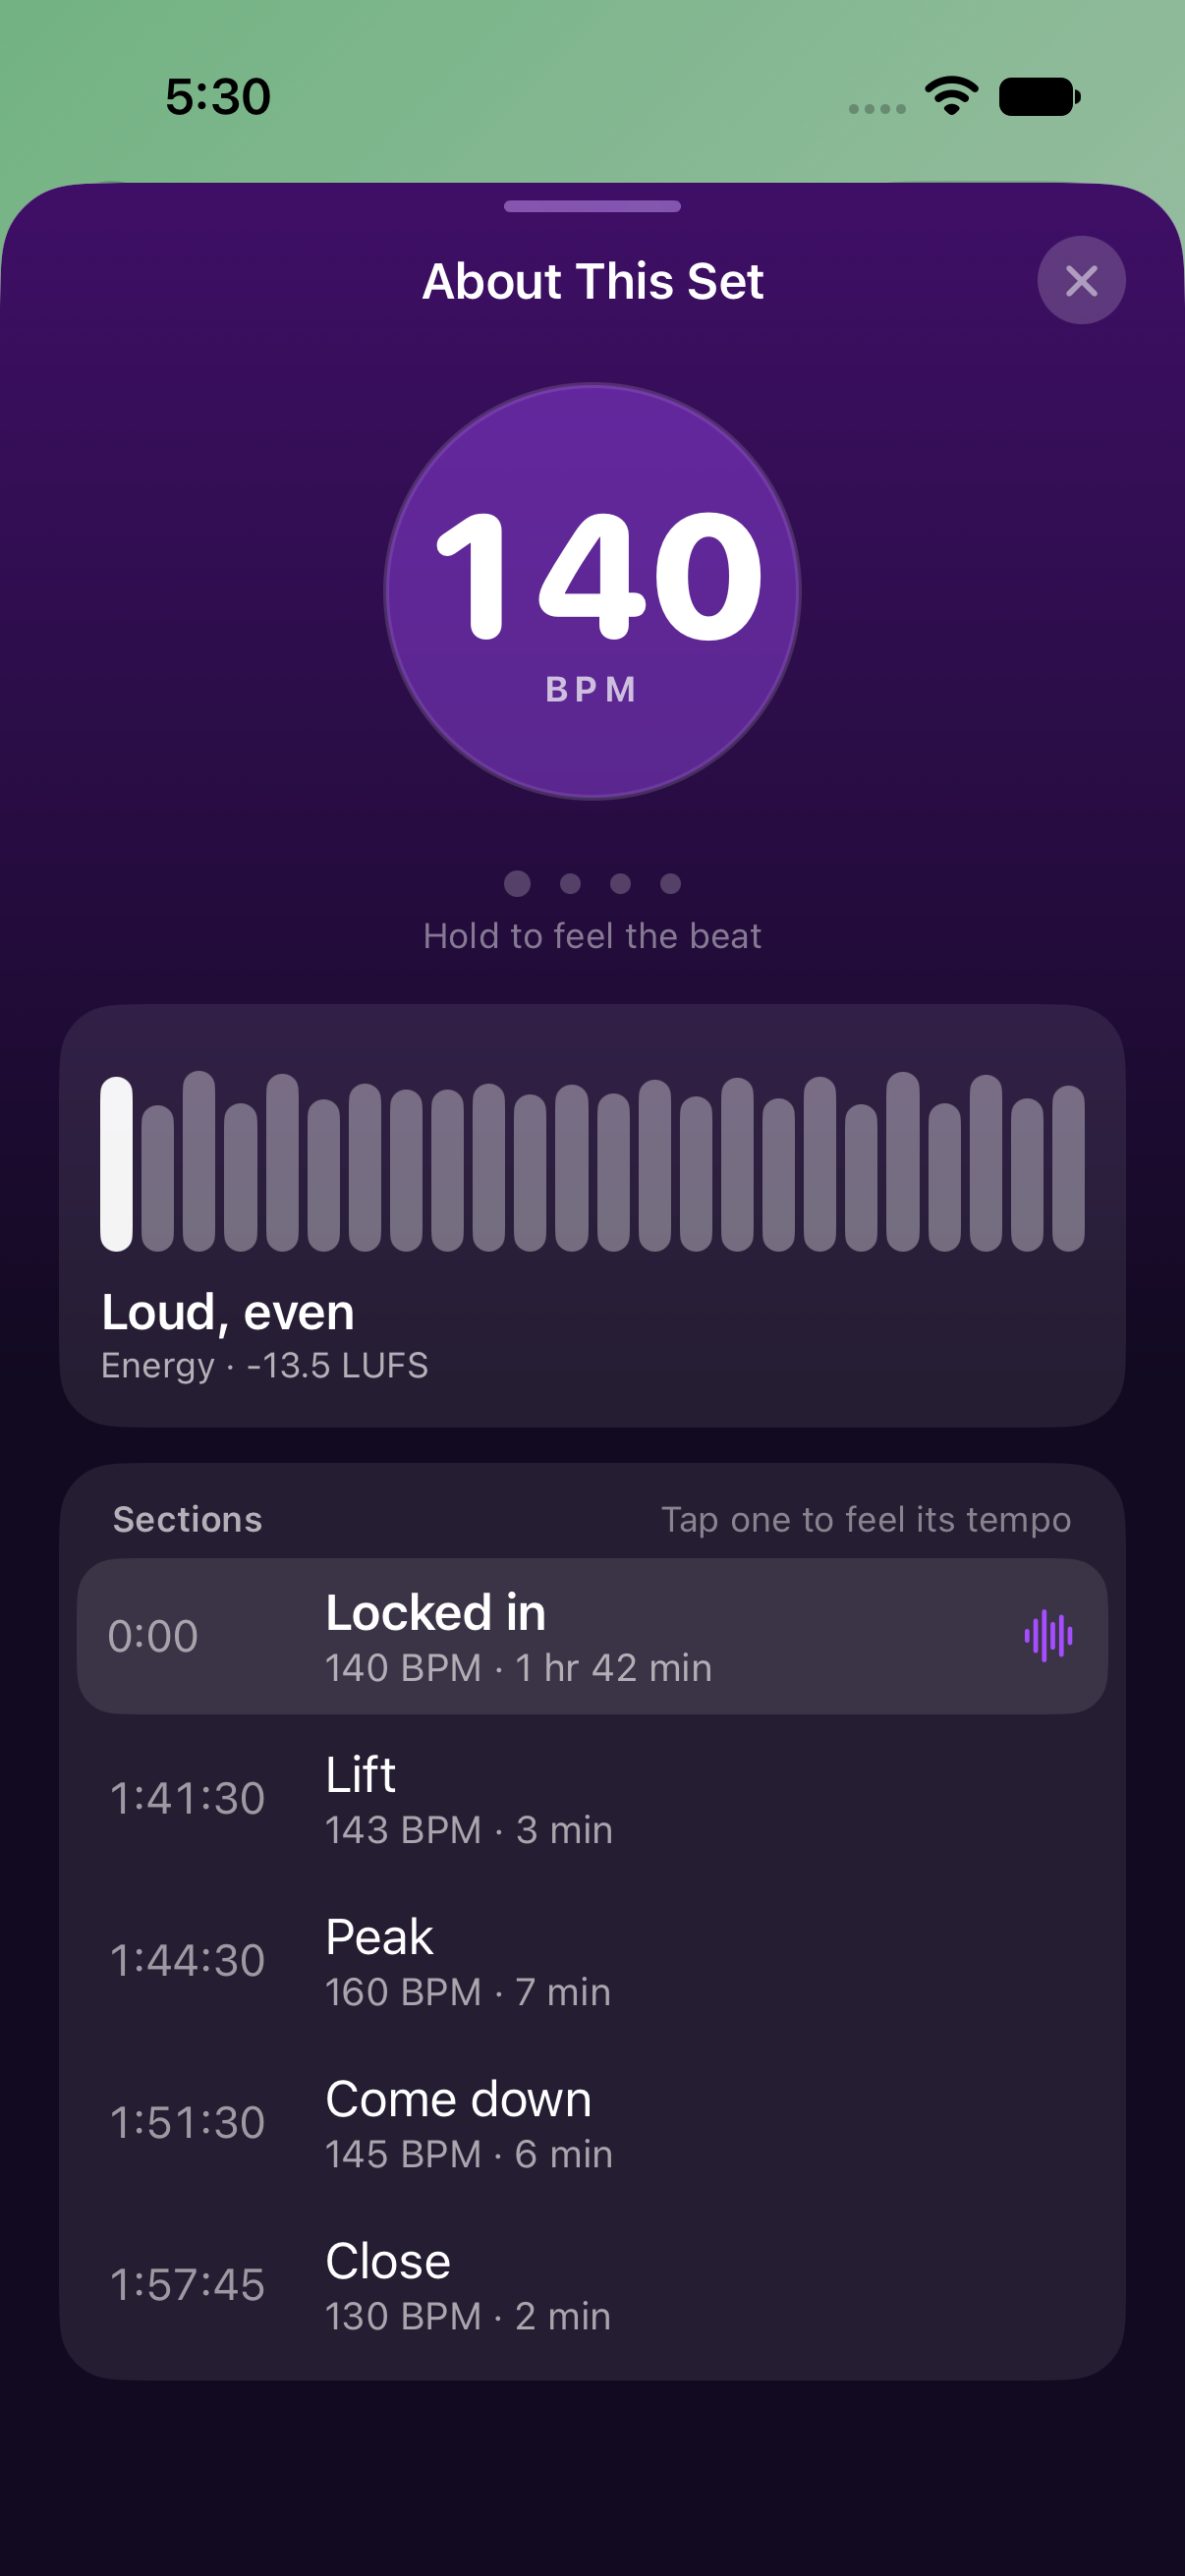 5:30
About This Set
140
BPM
Hold to feel the beat
Loud, even
Energy · -13.5 LUFS
Sections
Tap one to feel its tempo
0:00
Locked in
140 BPM · 1 hr 42 min
1:41:30
Lift
143 BPM · 3 min
1:44:30
Peak
160 BPM · 7 min
1:51:30
Come down
145 BPM · 6 min
1:57:45
Close
130 BPM · 2 min